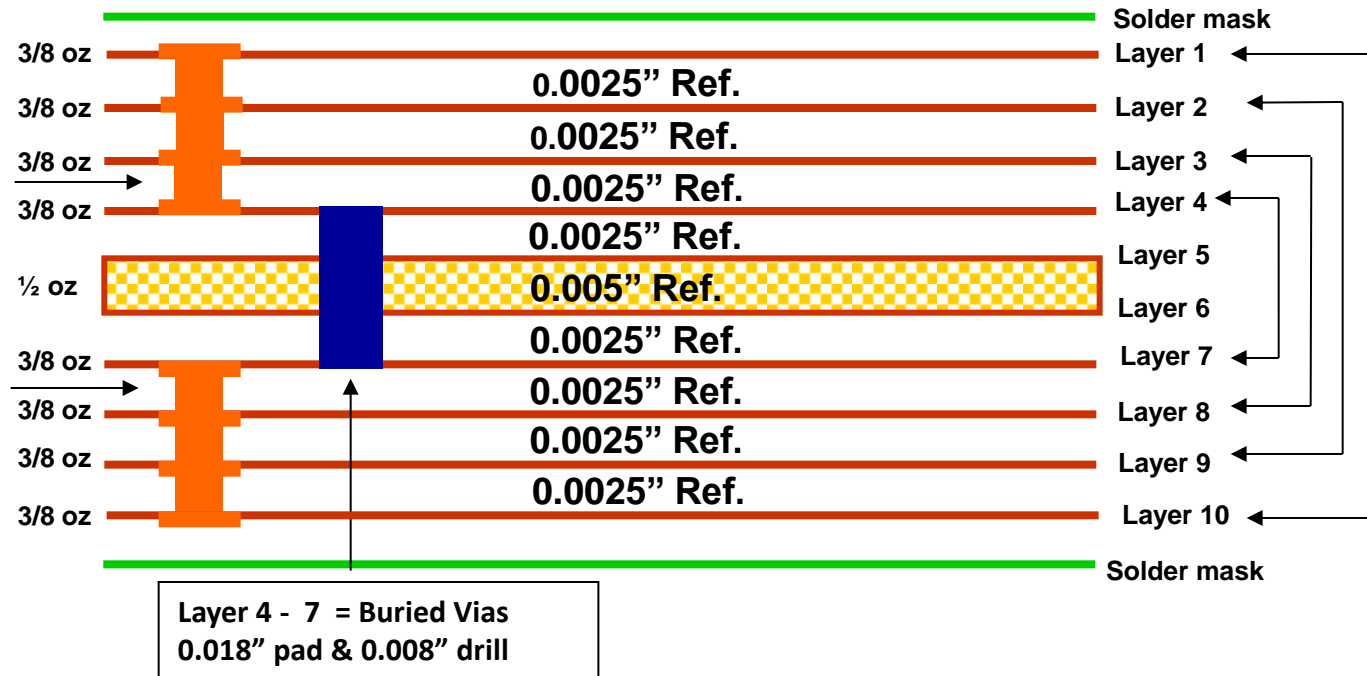 Solder mask
3/8 oz Layer 1
0.0025” Ref.
3/8 oz Layer 2
0.0025” Ref.
3/8 oz Layer 3
0.0025” Ref.
3/8 oz Layer 4
0.0025” Ref.
Layer 5
½ oz 0.005” Ref.
Layer 6
0.0025” Ref.
3/8 oz Layer 7
0.0025” Ref.
3/8 oz Layer 8
0.0025” Ref.
3/8 oz Layer 9
0.0025” Ref.
3/8 oz Layer 10
Solder mask
Layer 4 - 7 = Buried Vias
0.018” pad & 0.008” drill